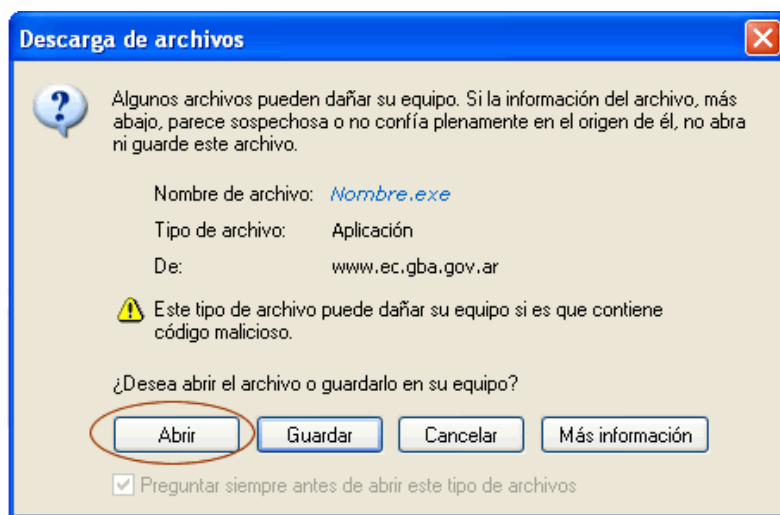 Descarga de archivos
Algunos archivos pueden dañar su equipo. Si la información del archivo, más
abajo, parece sospechosa o no confía plenamente en el origen de él, no abra
ni guarde este archivo.
Nombre de archivo: Nombre.exe
Tipo de archivo: Aplicación
De: www.ec.gba.gov.ar
Este tipo de archivo puede dañar su equipo si es que contiene
código malicioso.
¿Desea abrir el archivo o guardarlo en su equipo?
Abrir Guardar Cancelar Más información
Preguntar siempre antes de abrir este tipo de archivos